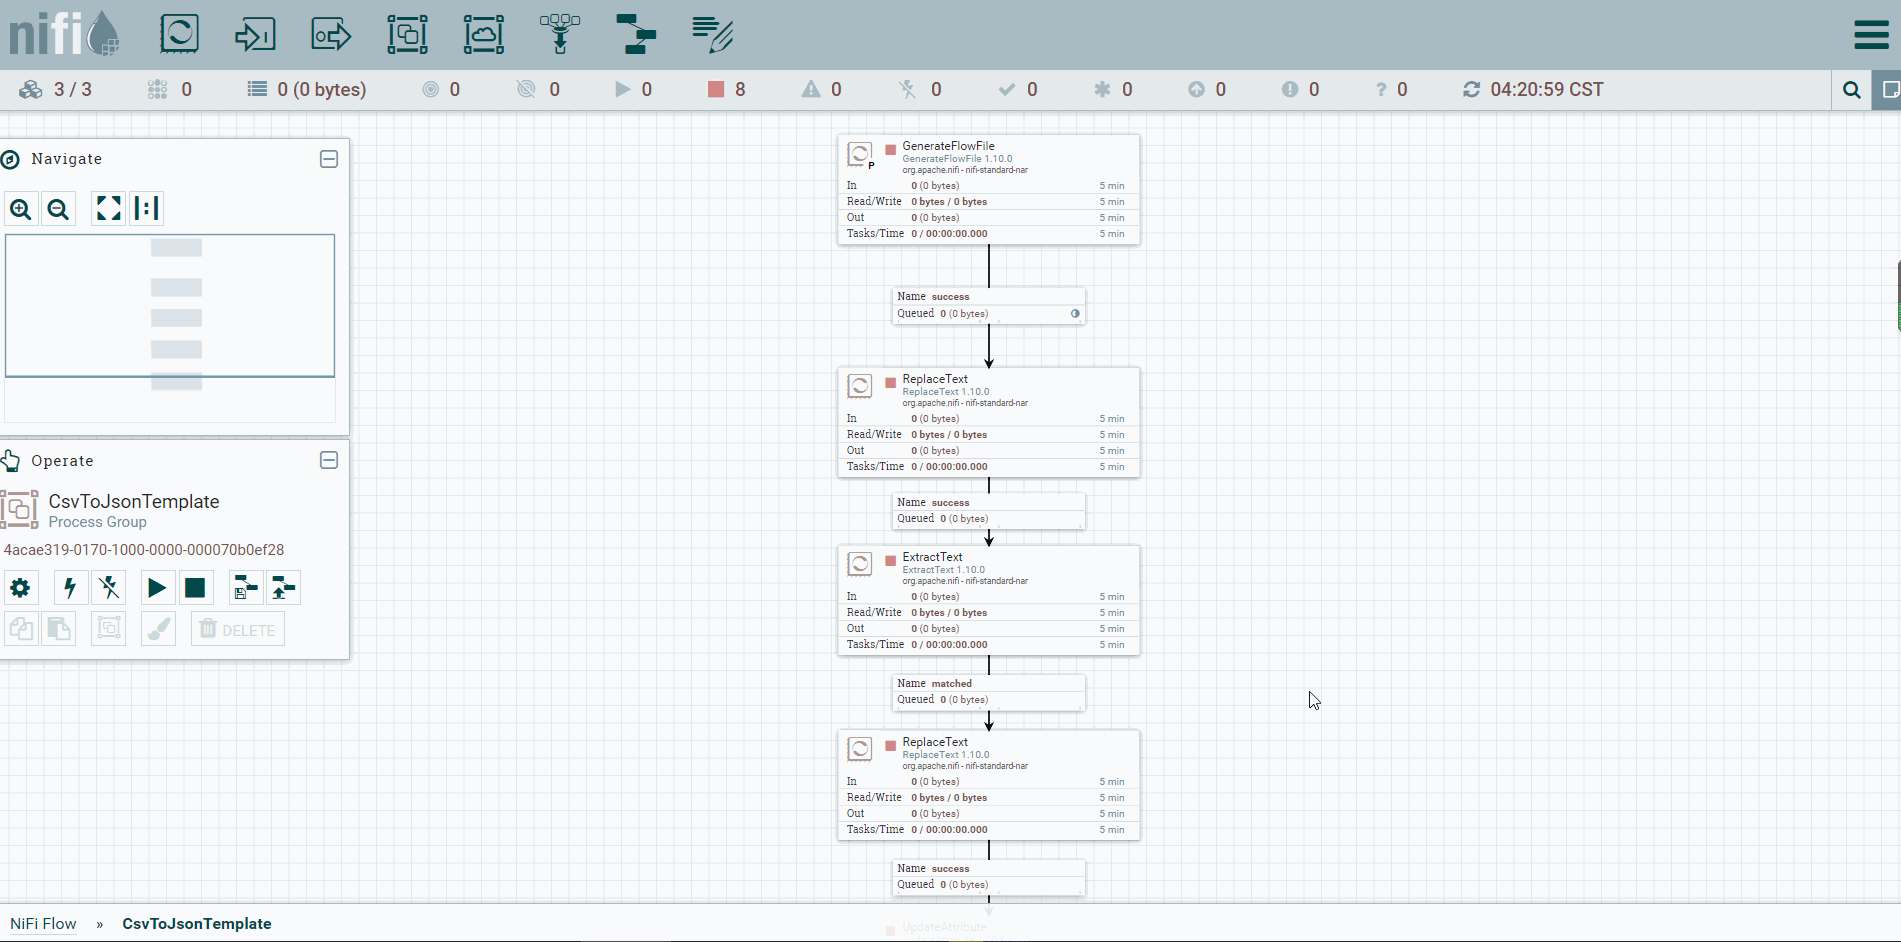 nifi
3 / 3 0 0 (0 bytes) 0 0 0 8 0 0 0 0 0 0 ? 0 04:20:59 CST
Navigate
Operate
CsvToJsonTemplate
Process Group
4acae319-0170-1000-0000-000070b0ef28
DELETE
GenerateFlowFile
GenerateFlowFile 1.10.0
org.apache.nifi - nifi-standard-nar
P
In 0 (0 bytes) 5 min
Read/Write 0 bytes / 0 bytes 5 min
Out 0 (0 bytes) 5 min
Tasks/Time 0 / 00:00:00.000 5 min
Name success
Queued 0 (0 bytes)
ReplaceText
ReplaceText 1.10.0
org.apache.nifi - nifi-standard-nar
In 0 (0 bytes) 5 min
Read/Write 0 bytes / 0 bytes 5 min
Out 0 (0 bytes) 5 min
Tasks/Time 0 / 00:00:00.000 5 min
Name success
Queued 0 (0 bytes)
ExtractText
ExtractText 1.10.0
org.apache.nifi - nifi-standard-nar
In 0 (0 bytes) 5 min
Read/Write 0 bytes / 0 bytes 5 min
Out 0 (0 bytes) 5 min
Tasks/Time 0 / 00:00:00.000 5 min
Name matched
Queued 0 (0 bytes)
ReplaceText
ReplaceText 1.10.0
org.apache.nifi - nifi-standard-nar
In 0 (0 bytes) 5 min
Read/Write 0 bytes / 0 bytes 5 min
Out 0 (0 bytes) 5 min
Tasks/Time 0 / 00:00:00.000 5 min
Name success
Queued 0 (0 bytes)
UpdateAttribute
NiFi Flow » CsvToJsonTemplate